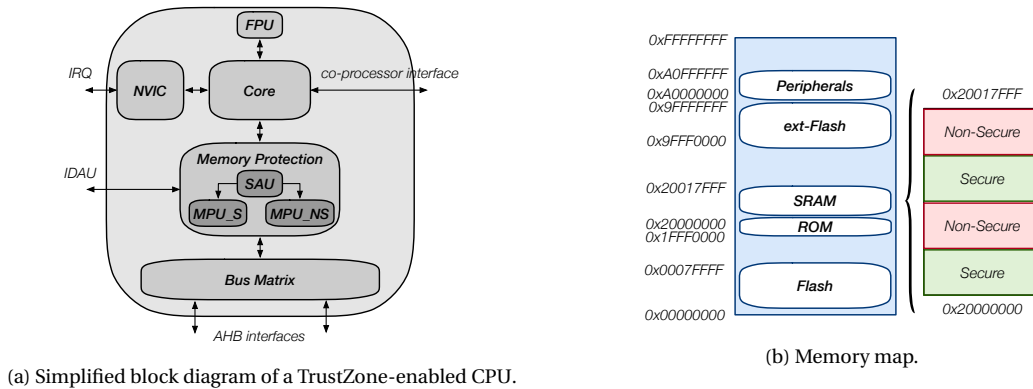 FPU
IRQ
NVIC
Core
co-processor interface
Memory Protection
IDAU
SAU
MPU_S
MPU_NS
Bus Matrix
AHB interfaces
(a) Simplified block diagram of a TrustZone-enabled CPU.
0xFFFFFFFF
0xA0FFFFFF
0xA0000000
0x9FFFFFFF
0x9FFF0000
0x20017FFF
0x20000000
0x1FFF0000
0x0007FFFF
0x00000000
Peripherals
ext-Flash
SRAM
ROM
Flash
0x20017FFF
Non-Secure
Secure
Non-Secure
Secure
0x20000000
(b) Memory map.